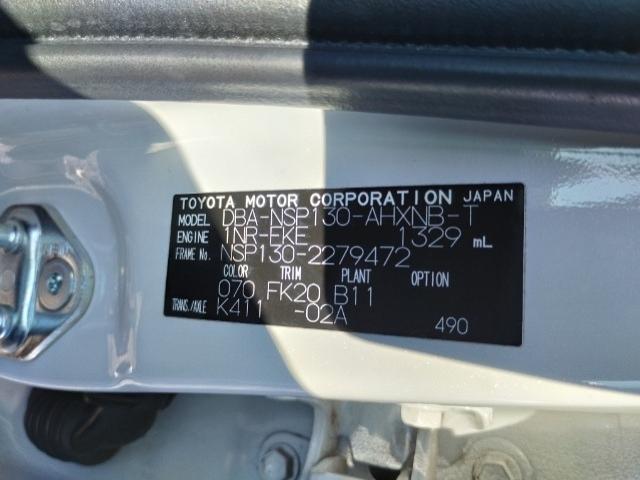 TOYOTA MOTOR CORPORATION JAPAN
MODEL DBA-NSP130-AHXNB-T
ENGINE 1NR-FKE 1329 mL
FRAME No. NSP130-2279472
COLOR TRIM PLANT OPTION
070 FK20 B11
TRANS./AXLE K411 -02A
490